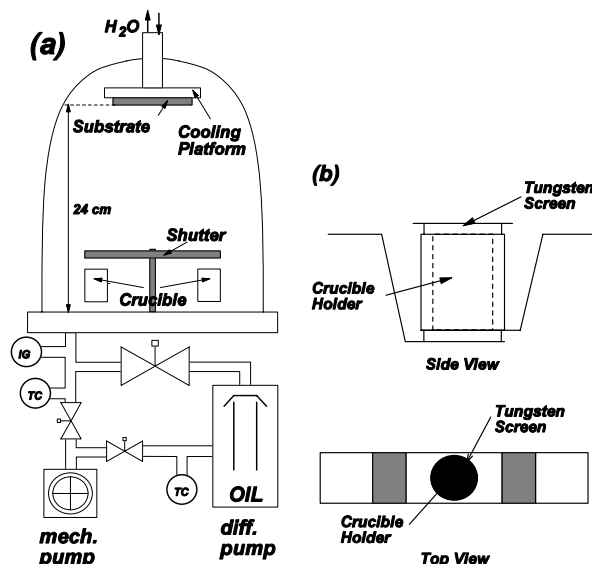 (a)
H2O
Substrate
Cooling
Platform
24 cm
Shutter
Crucible
IG
TC
TC
OIL
mech.
pump
diff.
pump
(b)
Tungsten
Screen
Crucible
Holder
Side View
Tungsten
Screen
Crucible
Holder
Top View